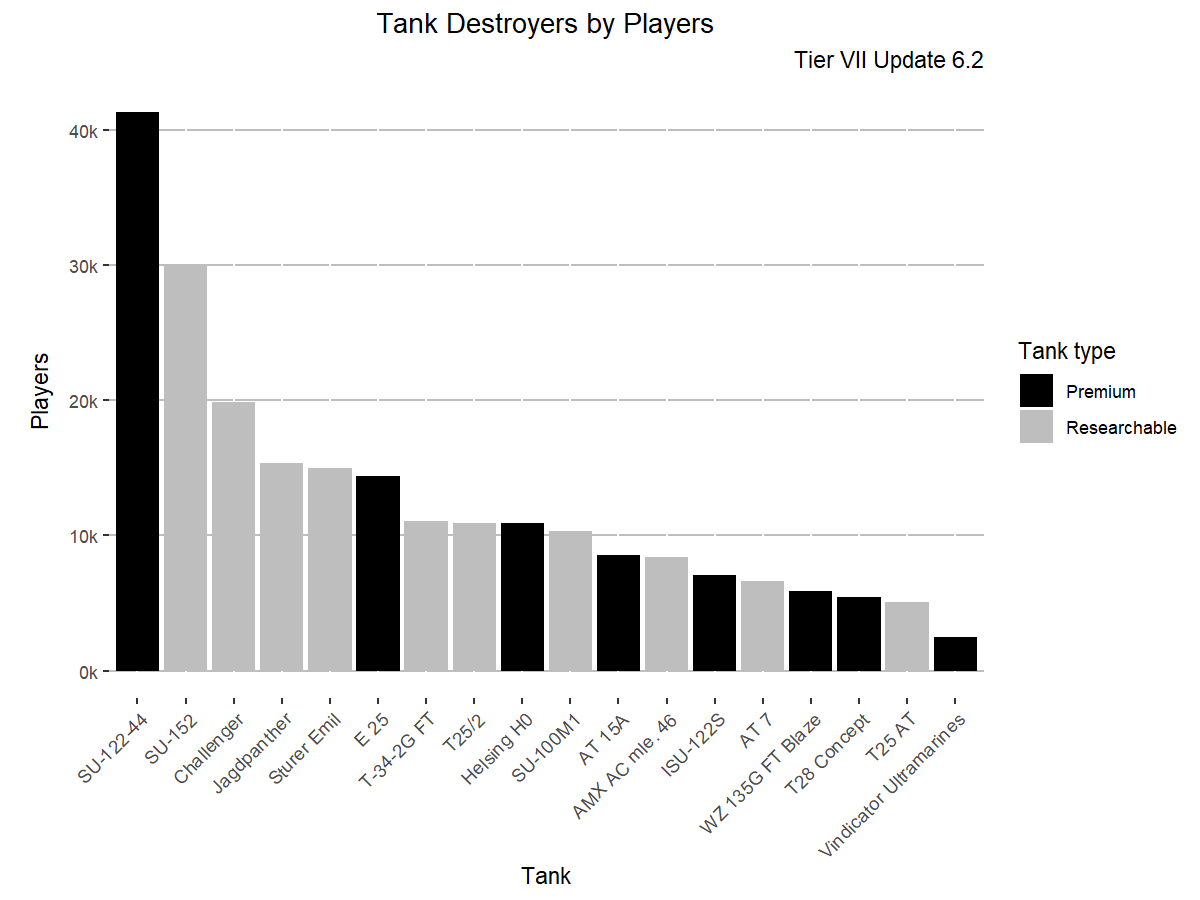 Tank Destroyers by Players
Tier VII Update 6.2
Players
40k
30k
20k
10k
0k
SU-122-44
SU-152
Challenger
Jagdpanther
Sturer Emil
E 25
T-34-2G FT
T25/2
Helsing H0
SU-100M1
AT 15A
AMX AC mle. 46
ISU-122S
AT 7
WZ 135G FT Blaze
T28 Concept
T25 AT
Vindicator Ultramarines
Tank
Tank type
Premium
Researchable